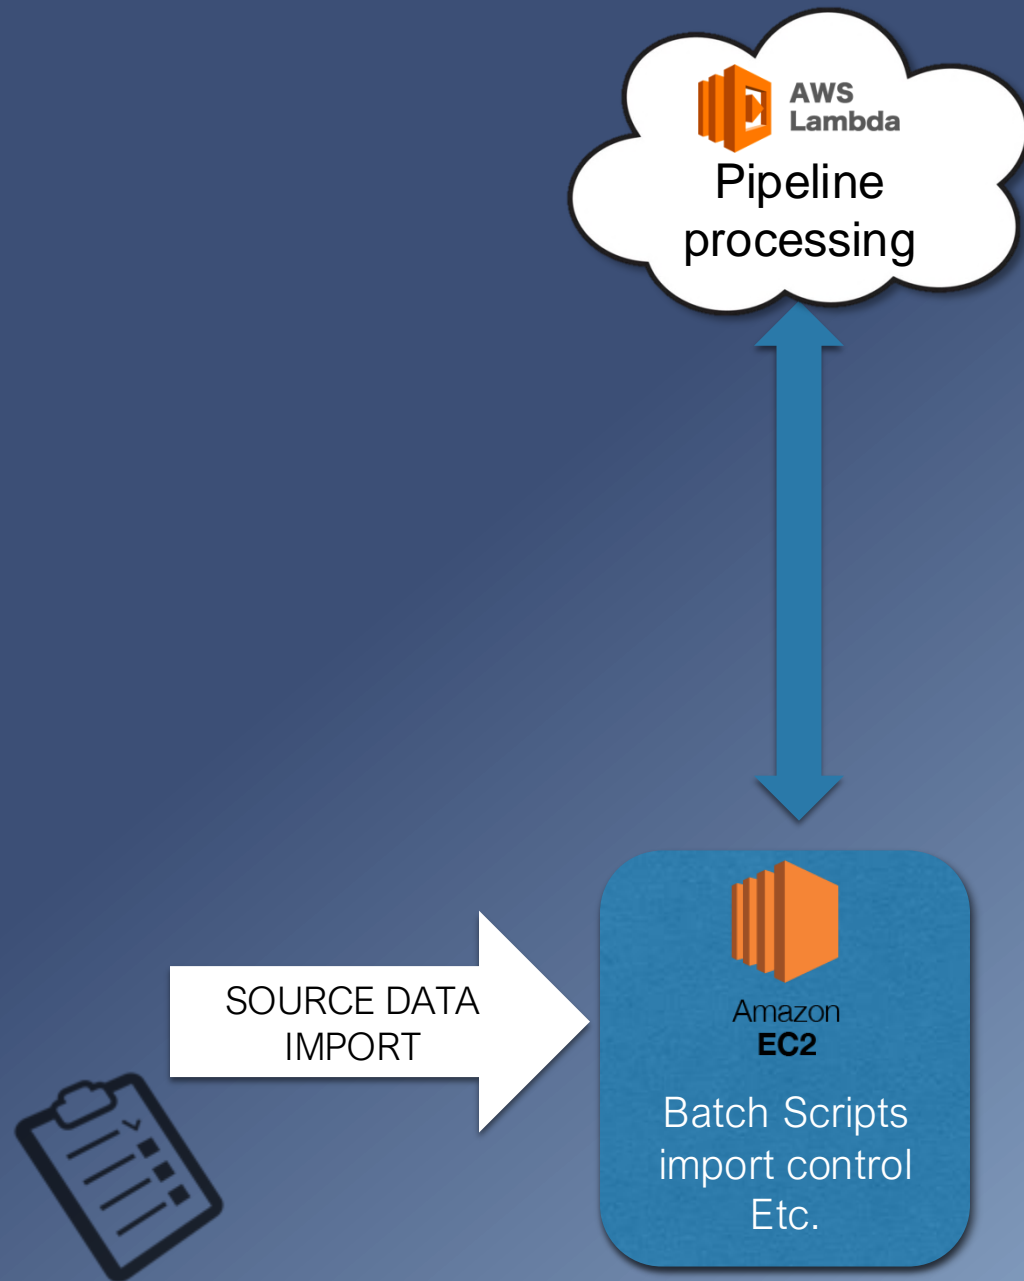 AWS
Lambda
Pipeline
processing
SOURCE DATA
IMPORT
Amazon
EC2
Batch Scripts
import control
Etc.